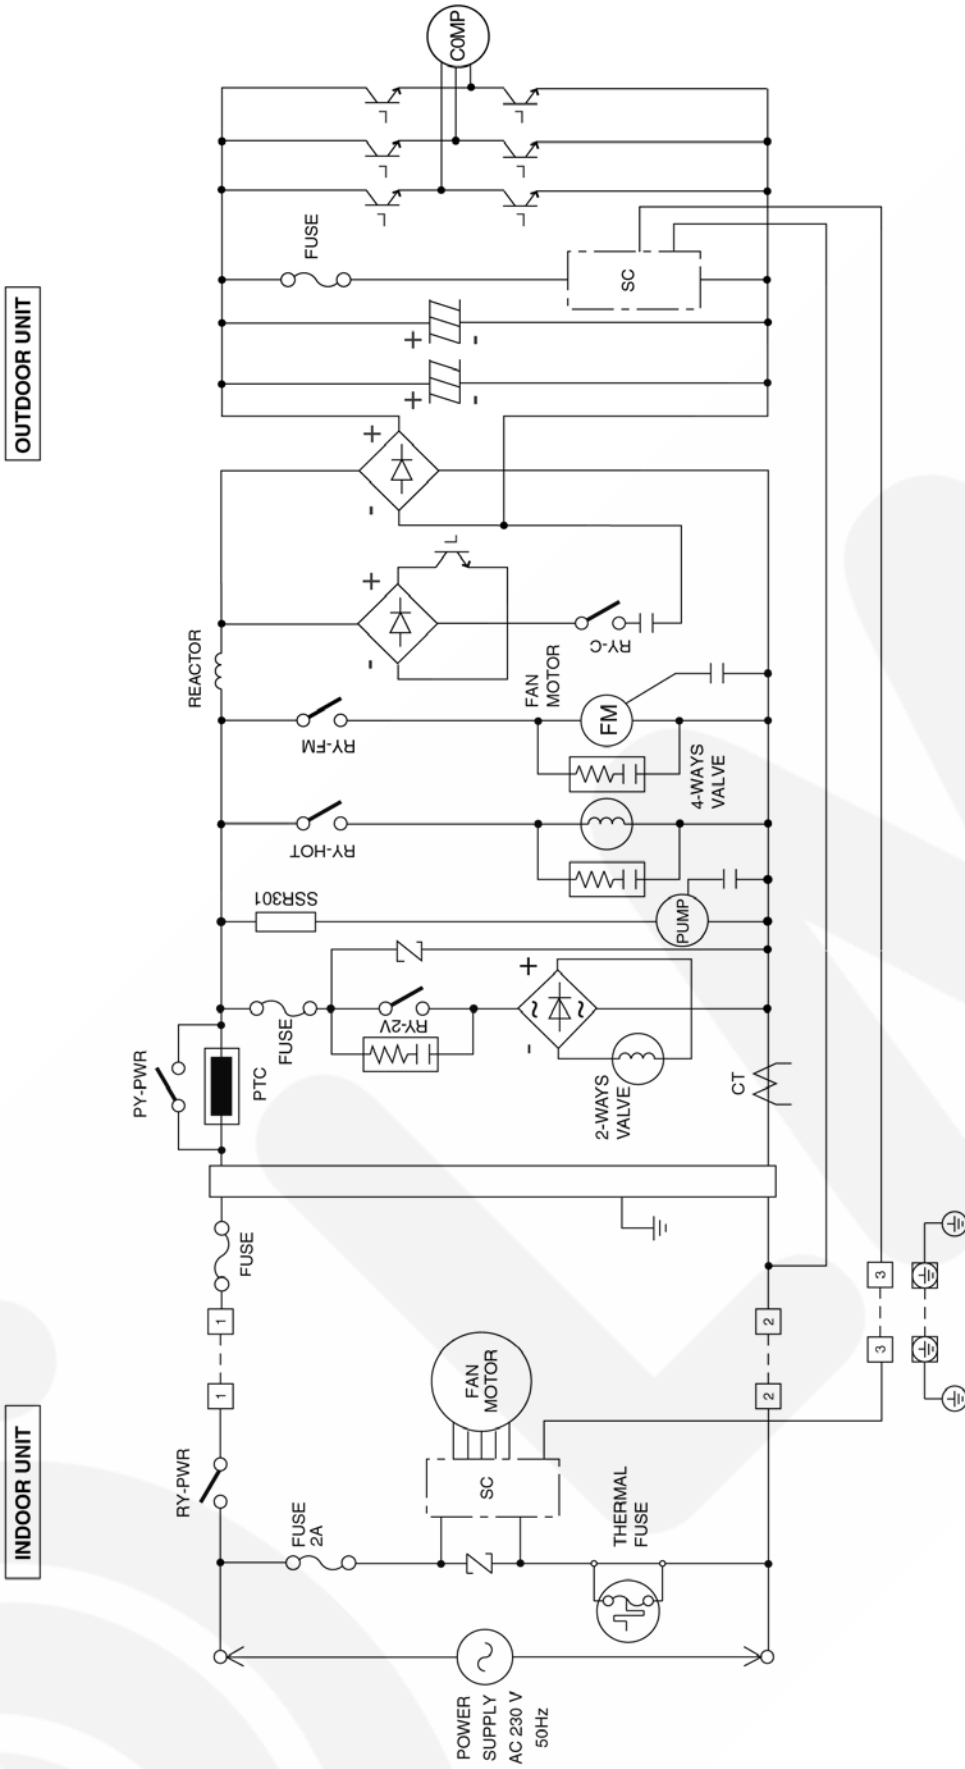 OUTDOOR UNIT
COMP
FUSE
SC
+
-
+
-
+
-
+
-
REACTOR
RY-C
FAN
MOTOR
RY-FM
FM
4-WAYS
VALVE
RY-HOT
SSR301
PUMP
FUSE
RY-2V
+
-
~
~
2-WAYS
VALVE
PY-PWR
PTC
CT
FUSE
1
1
2
2
3
3
INDOOR UNIT
RY-PWR
FAN
MOTOR
SC
FUSE
2A
THERMAL
FUSE
POWER
SUPPLY
AC 230 V
50Hz